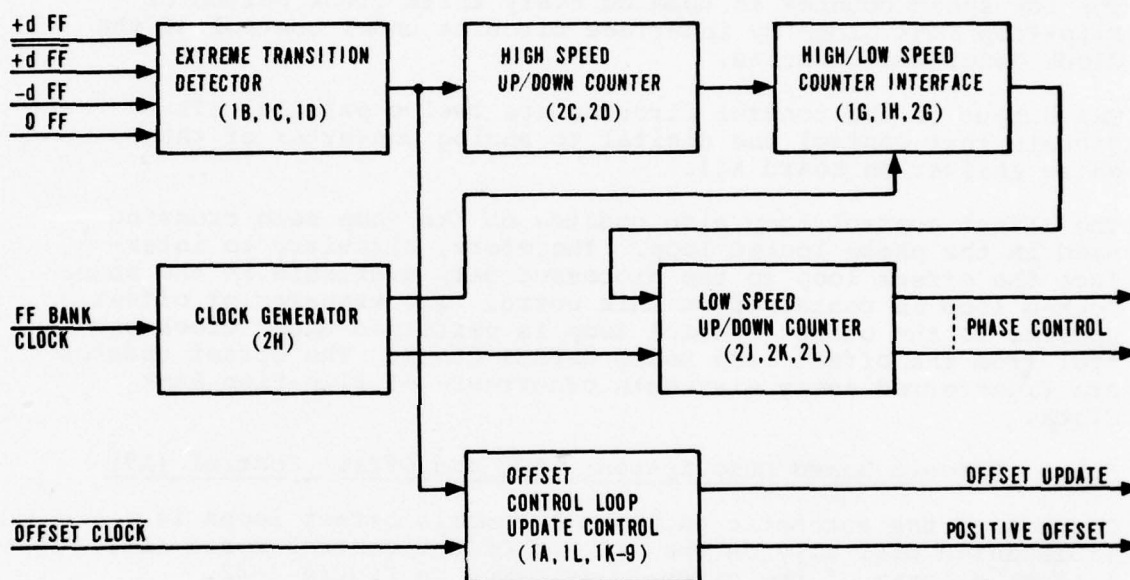 +d FF
+d FF
-d FF
0 FF
EXTREME TRANSITION
DETECTOR
(1B, 1C, 1D)
HIGH SPEED
UP/DOWN COUNTER
(2C, 2D)
HIGH/LOW SPEED
COUNTER INTERFACE
(1G, 1H, 2G)
FF BANK
CLOCK
CLOCK GENERATOR
(2H)
LOW SPEED
UP/DOWN COUNTER
(2J, 2K, 2L)
PHASE CONTROL
OFFSET CLOCK
OFFSET
CONTROL LOOP
UPDATE CONTROL
(1A, 1L, 1K-9)
OFFSET UPDATE
POSITIVE OFFSET